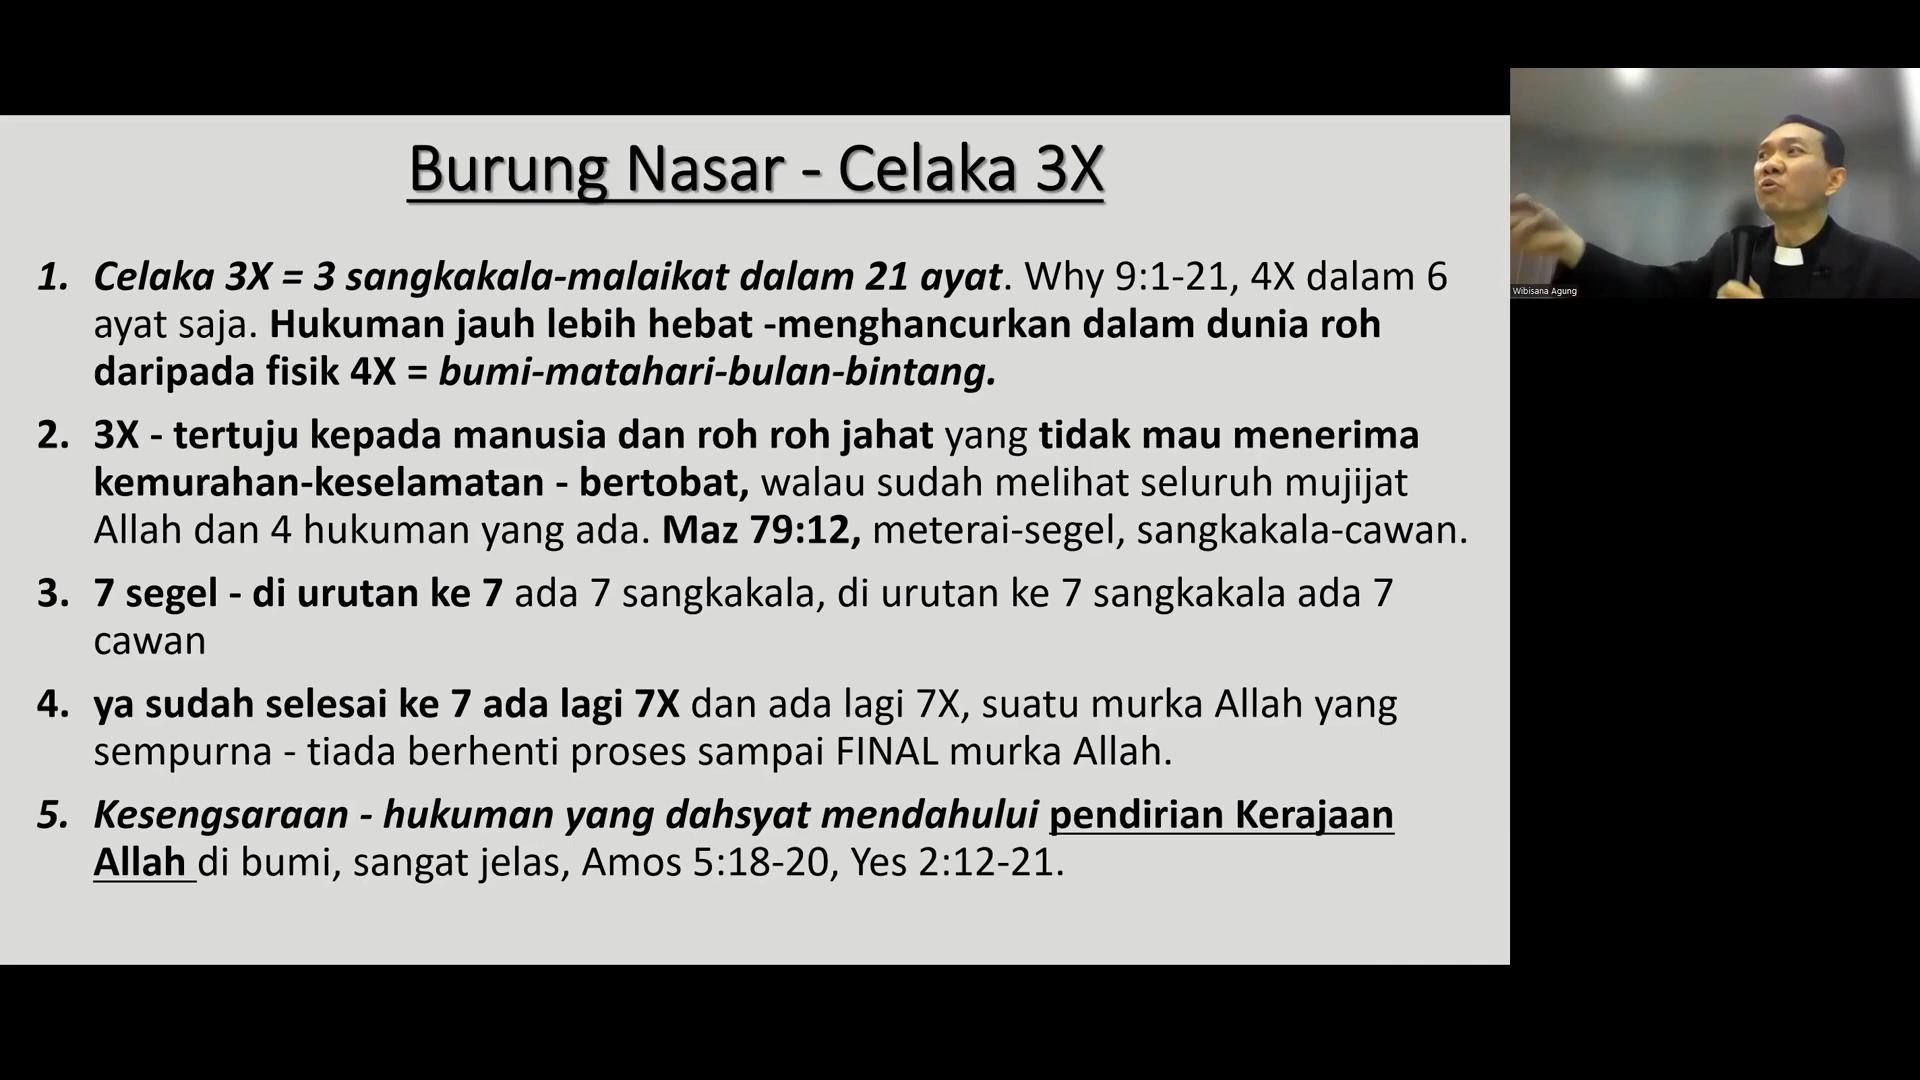 Burung Nasar - Celaka 3X
1. Celaka 3X = 3 sangkakala-malaikat dalam 21 ayat. Why 9:1-21, 4X dalam 6
ayat saja. Hukuman jauh lebih hebat -menghancurkan dalam dunia roh
daripada fisik 4X = bumi-matahari-bulan-bintang.
2. 3X - tertuju kepada manusia dan roh roh jahat yang tidak mau menerima
kemurahan-keselamatan - bertobat, walau sudah melihat seluruh mujijat
Allah dan 4 hukuman yang ada. Maz 79:12, meterai-segel, sangkakala-cawan.
3. 7 segel - di urutan ke 7 ada 7 sangkakala, di urutan ke 7 sangkakala ada 7
cawan
4. ya sudah selesai ke 7 ada lagi 7X dan ada lagi 7X, suatu murka Allah yang
sempurna - tiada berhenti proses sampai FINAL murka Allah.
5. Kesengsaraan - hukuman yang dahsyat mendahului pendirian Kerajaan
Allah di bumi, sangat jelas, Amos 5:18-20, Yes 2:12-21.
Wibisana Agung